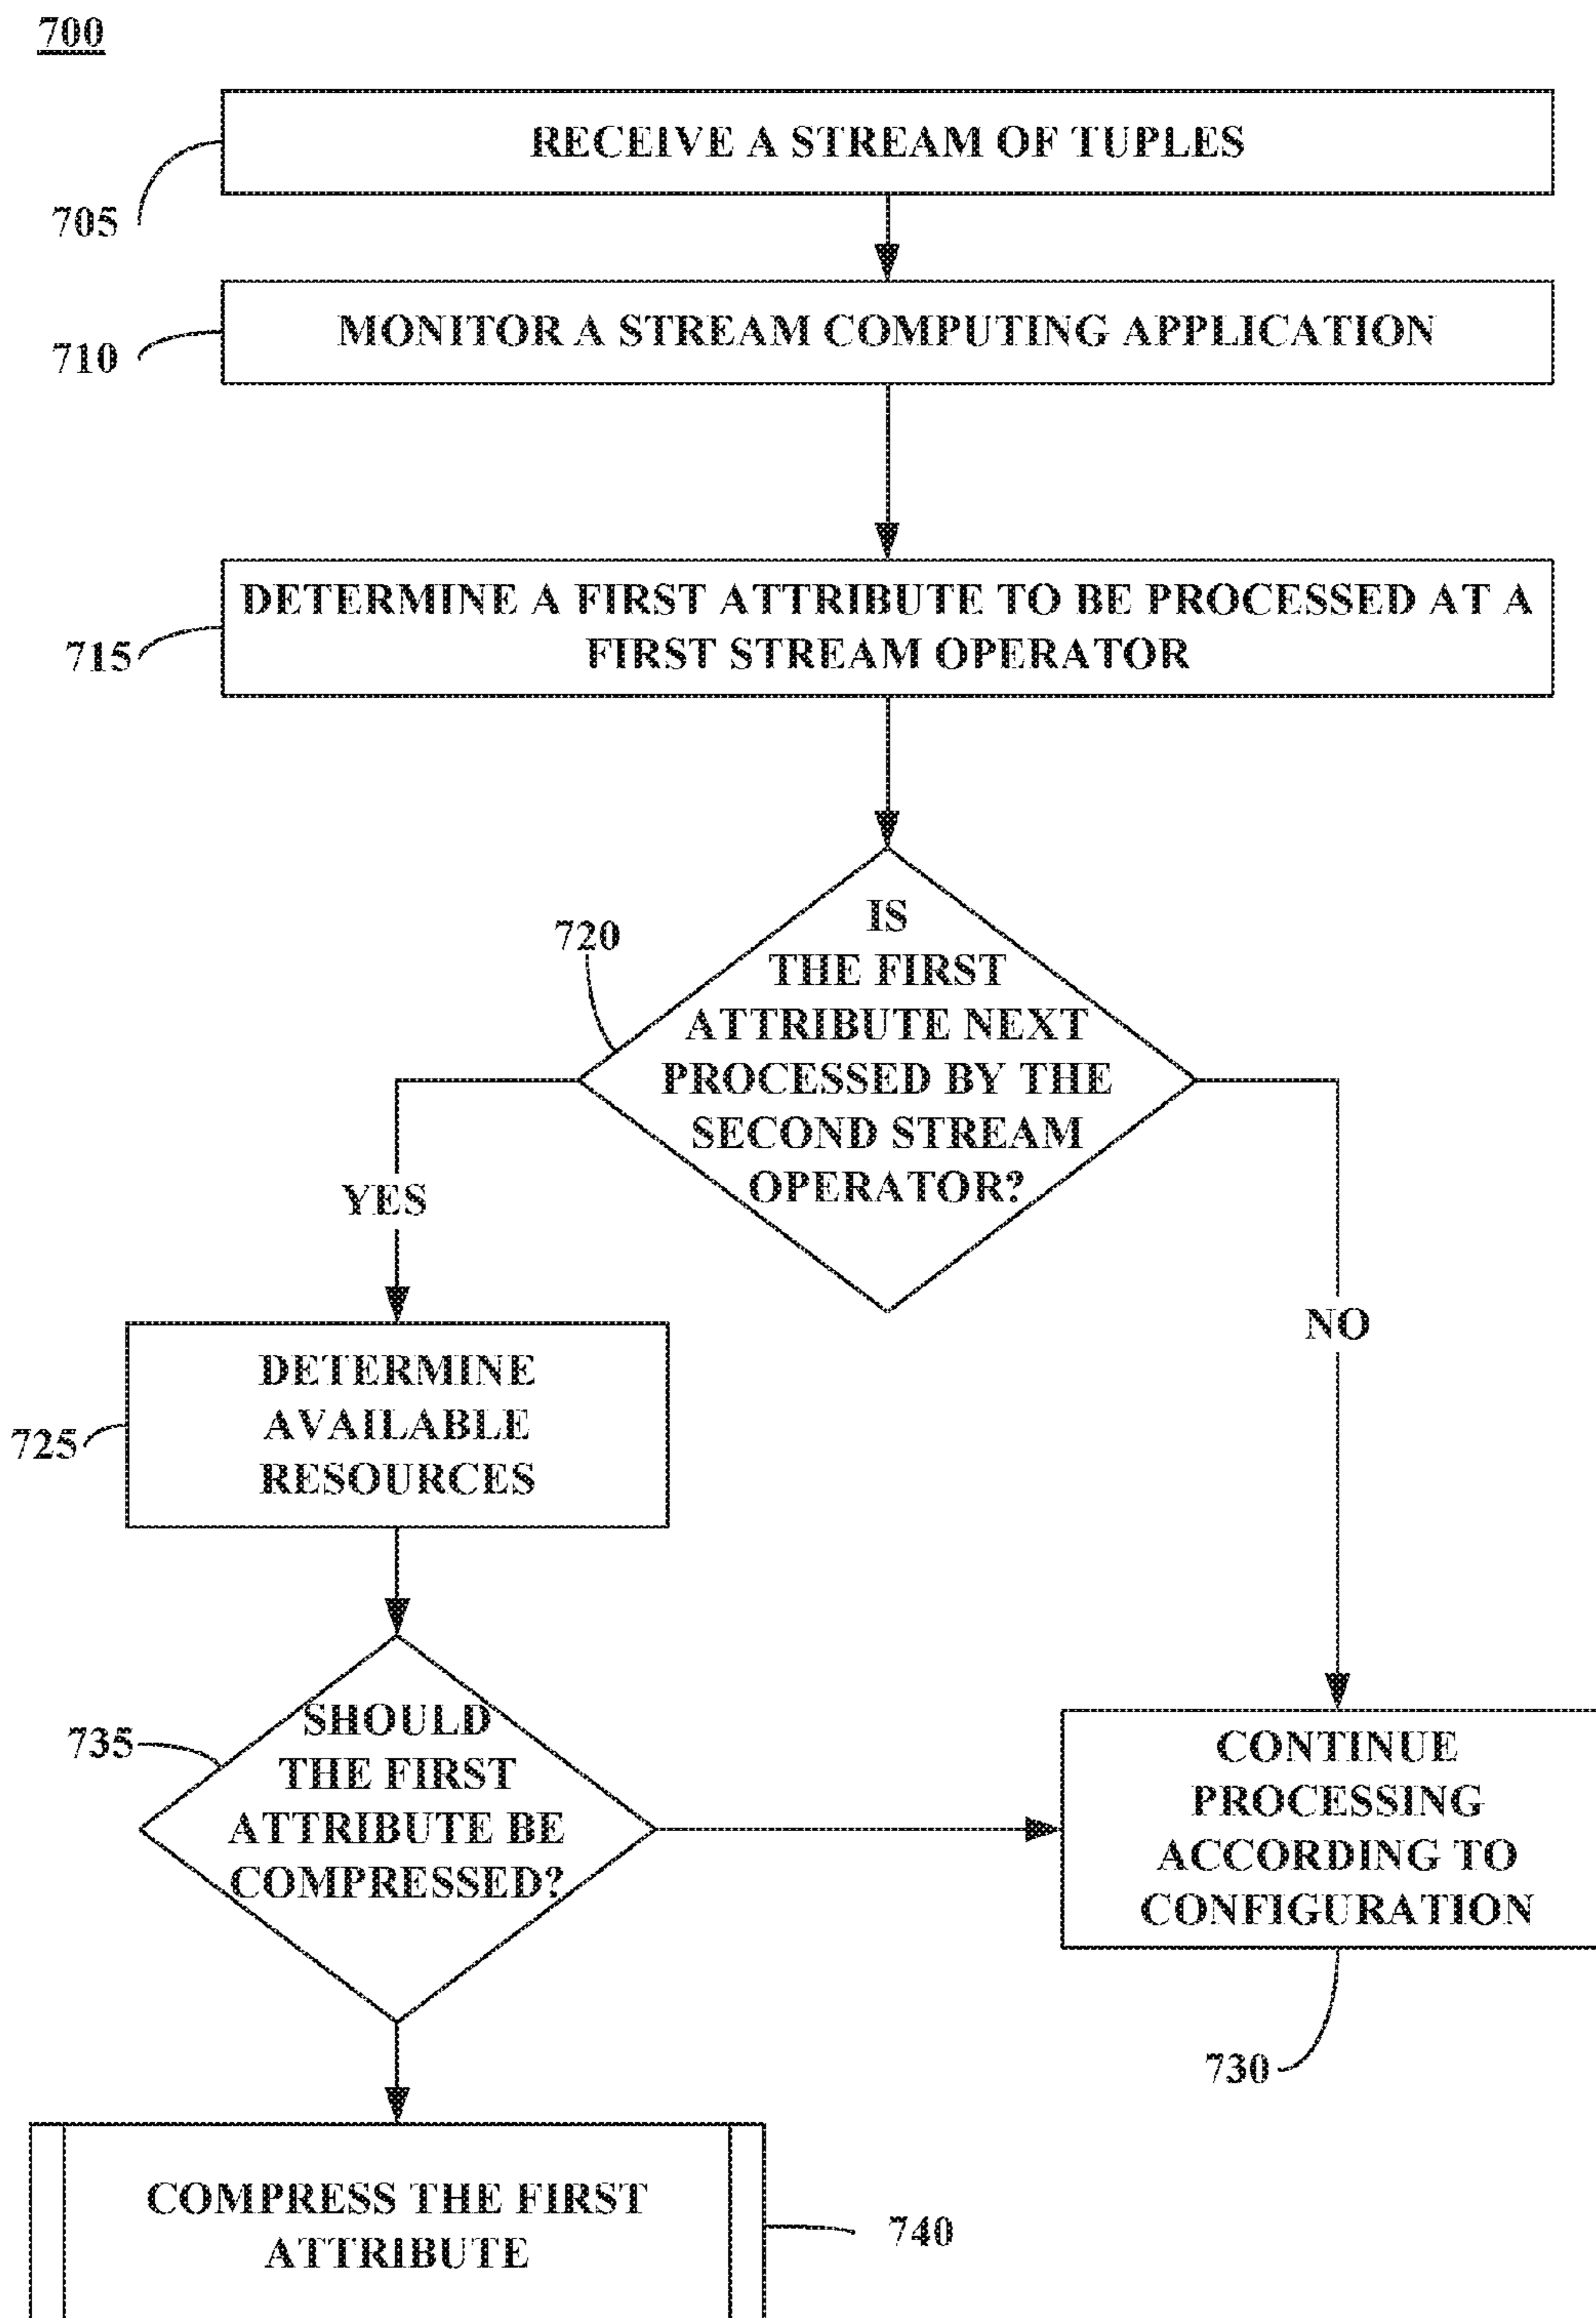 700
RECEIVE A STREAM OF TUPLES
705
MONITOR A STREAM COMPUTING APPLICATION
710
DETERMINE A FIRST ATTRIBUTE TO BE PROCESSED AT A
FIRST STREAM OPERATOR
715
720
IS
THE FIRST
ATTRIBUTE NEXT
PROCESSED BY THE
SECOND STREAM
OPERATOR?
YES
NO
DETERMINE
AVAILABLE
RESOURCES
725
735
SHOULD
THE FIRST
ATTRIBUTE BE
COMPRESSED?
CONTINUE
PROCESSING
ACCORDING TO
CONFIGURATION
730
COMPRESS THE FIRST
ATTRIBUTE
740